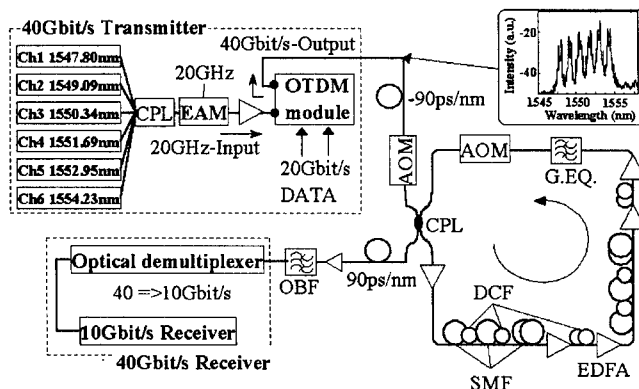 40Gbit/s Transmitter
Ch1 1547.80nm
Ch2 1549.09nm
Ch3 1550.34nm
Ch4 1551.69nm
Ch5 1552.95nm
Ch6 1554.23nm
CPL
EAM
20GHz
20GHz-Input
40Gbit/s-Output
OTDM
module
20Gbit/s
DATA
-90ps/nm
Intensity (a.u.)
-20
-40
1545
1550
1555
Wavelength (nm)
AOM
AOM
G.EQ.
CPL
Optical demultiplexer
40 =>10Gbit/s
10Gbit/s Receiver
40Gbit/s Receiver
OBF
90ps/nm
DCF
SMF
EDFA